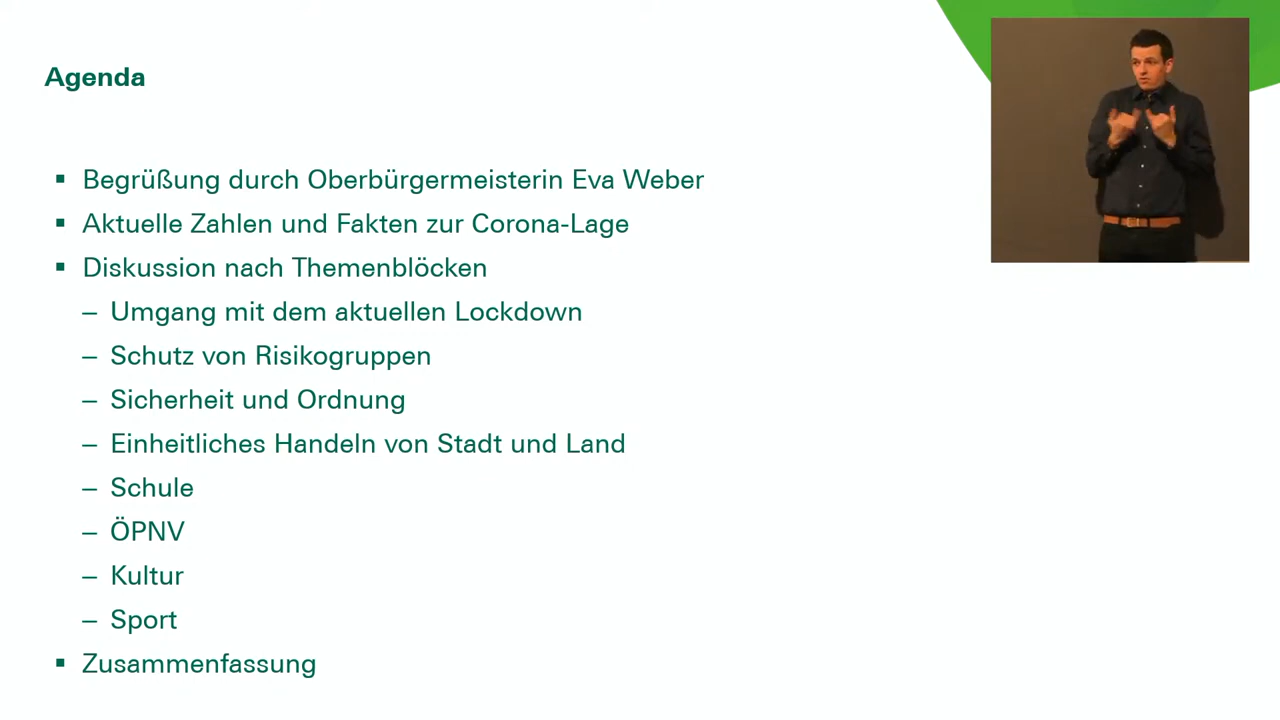 Agenda
▪ Begrüßung durch Oberbürgermeisterin Eva Weber
▪ Aktuelle Zahlen und Fakten zur Corona-Lage
▪ Diskussion nach Themenblöcken
– Umgang mit dem aktuellen Lockdown
– Schutz von Risikogruppen
– Sicherheit und Ordnung
– Einheitliches Handeln von Stadt und Land
– Schule
– ÖPNV
– Kultur
– Sport
▪ Zusammenfassung